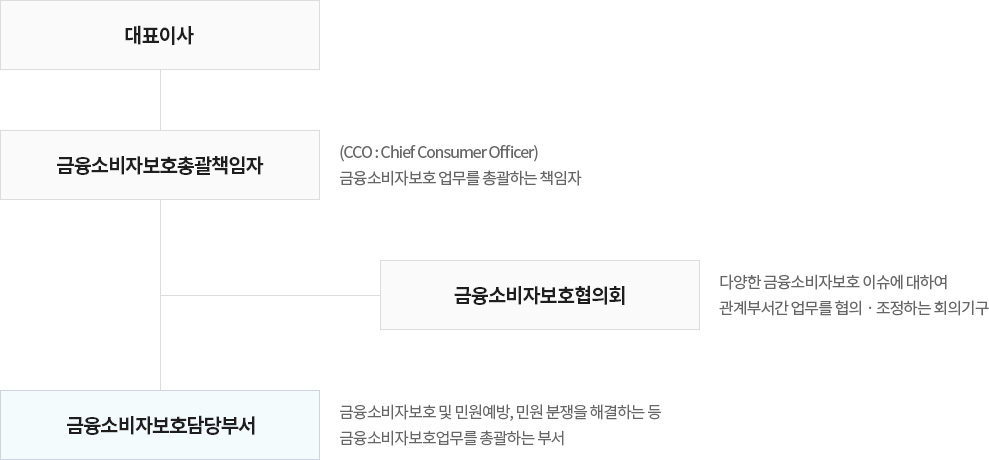 대표이사
금융소비자보호총괄책임자
(CCO : Chief Consumer Officer)
금융소비자보호 업무를 총괄하는 책임자
금융소비자보호협의회
다양한 금융소비자보호 이슈에 대하여
관계부서간 업무를 협의 · 조정하는 회의기구
금융소비자보호담당부서
금융소비자보호 및 민원예방, 민원 분쟁을 해결하는 등
금융소비자보호업무를 총괄하는 부서